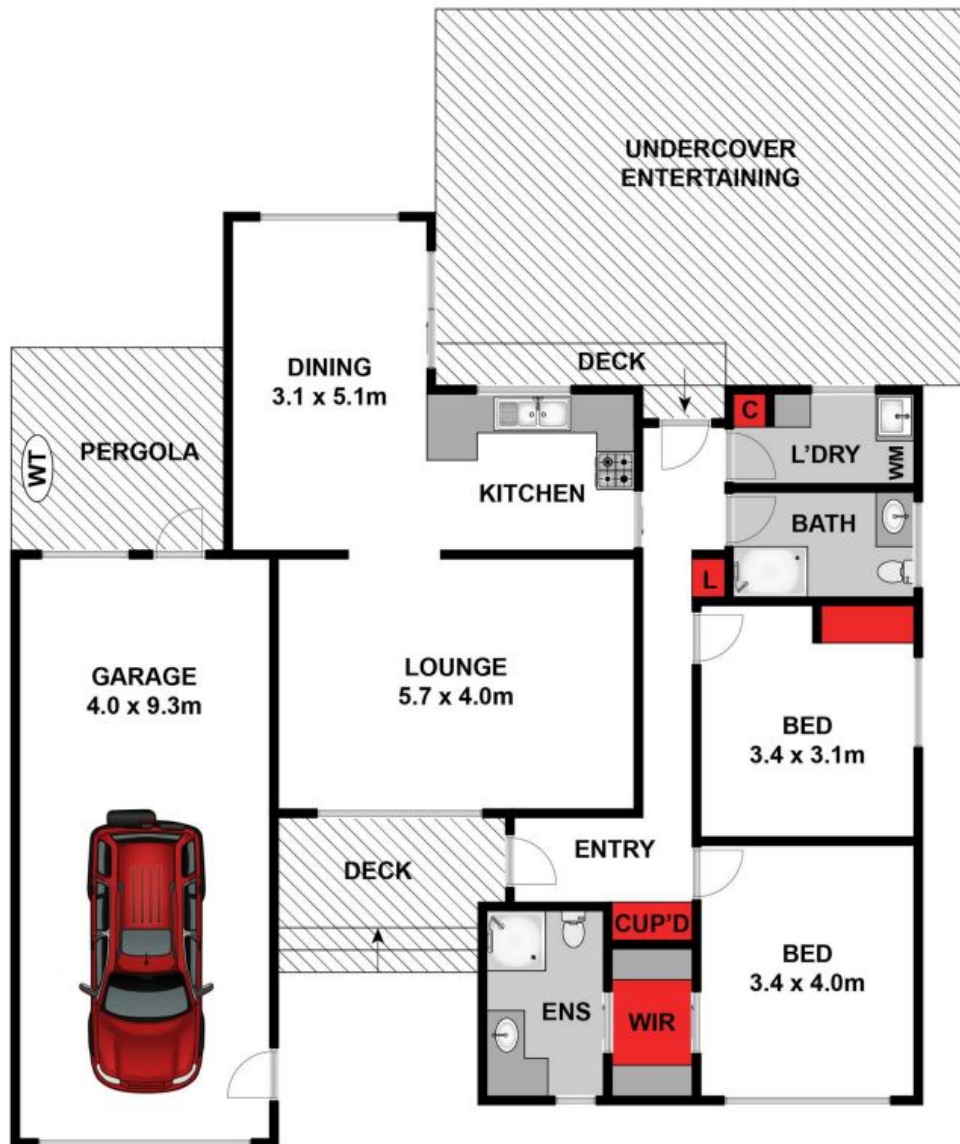 UNDERCOVER
ENTERTAINING
DECK
DINING
3.1 x 5.1m
C
L'DRY
WM
PERGOLA
WT
KITCHEN
BATH
L
GARAGE
4.0 x 9.3m
LOUNGE
5.7 x 4.0m
BED
3.4 x 3.1m
DECK
ENTRY
CUP'D
BED
3.4 x 4.0m
ENS
WIR